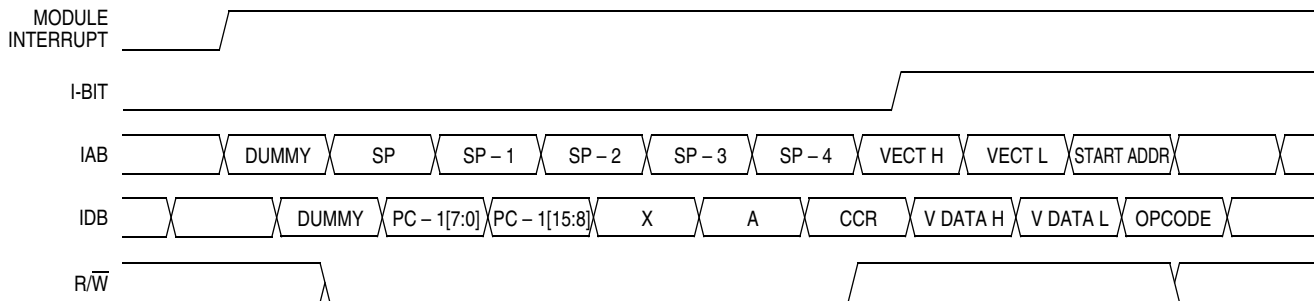 MODULE
INTERRUPT
I-BIT
IAB DUMMY SP SP – 1 SP – 2 SP – 3 SP – 4 VECT H VECT L START ADDR
IDB DUMMY PC – 1[7:0] PC – 1[15:8] X A CCR V DATA H V DATA L OPCODE
R/W̅